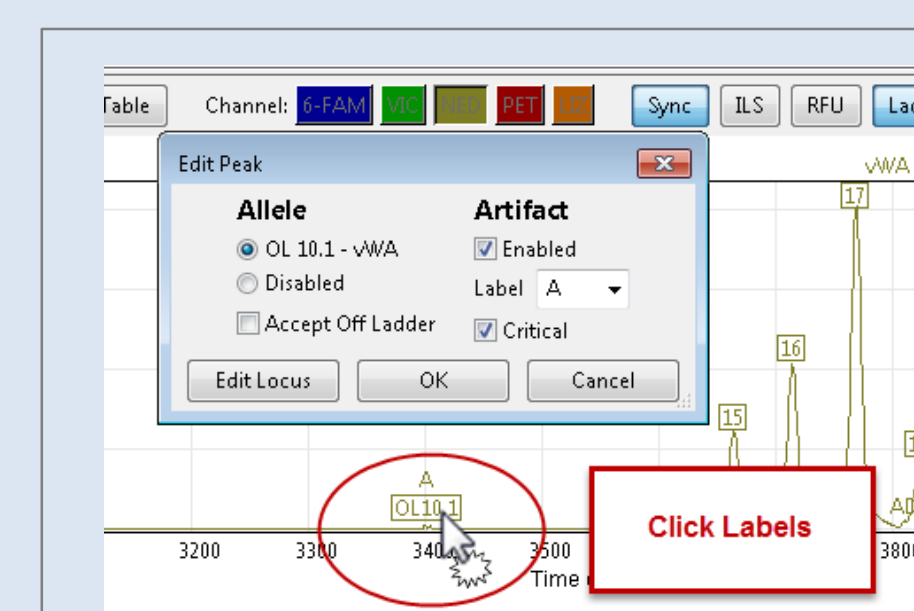 Table Channel: 6-FAM VIC NED PET LIZ Sync ILS RFU
Edit Peak
vWA
Allele Artifact
17
OL 10.1 - vWA Enabled
Disabled Label A
Accept Off Ladder Critical
16
Edit Locus OK Cancel
15
A
OL10.1
Click Labels
3200 3300 3400 3500 3800
Time